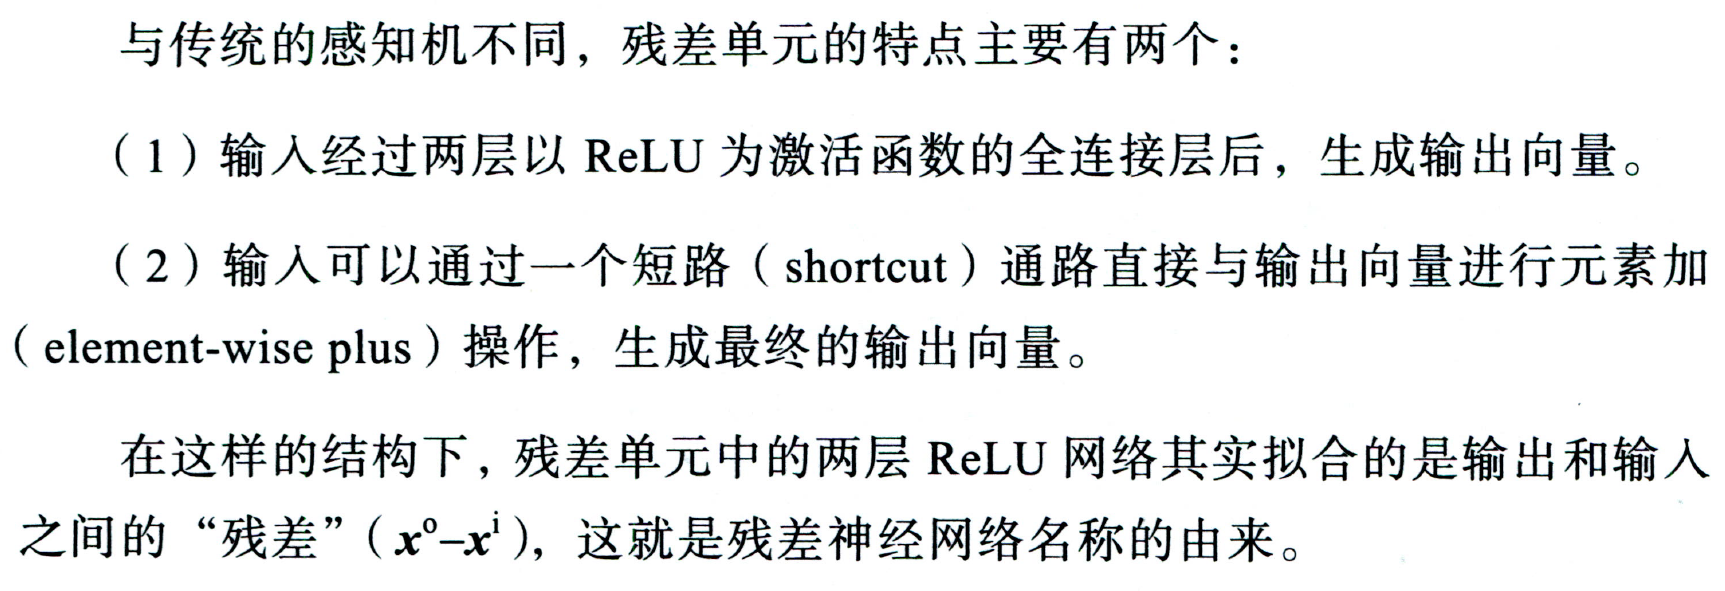 与传统的感知机不同，残差单元的特点主要有两个：
（1）输入经过两层以 ReLU 为激活函数的全连接层后，生成输出向量。
（2）输入可以通过一个短路（shortcut）通路直接与输出向量进行元素加
（element-wise plus）操作，生成最终的输出向量。
在这样的结构下，残差单元中的两层 ReLU 网络其实拟合的是输出和输入
之间的“残差”（xᵒ–xⁱ），这就是残差神经网络名称的由来。